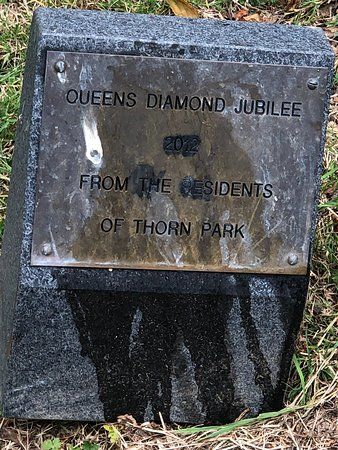 QUEENS DIAMOND JUBILEE
2012
FROM THE RESIDENTS
OF THORN PARK